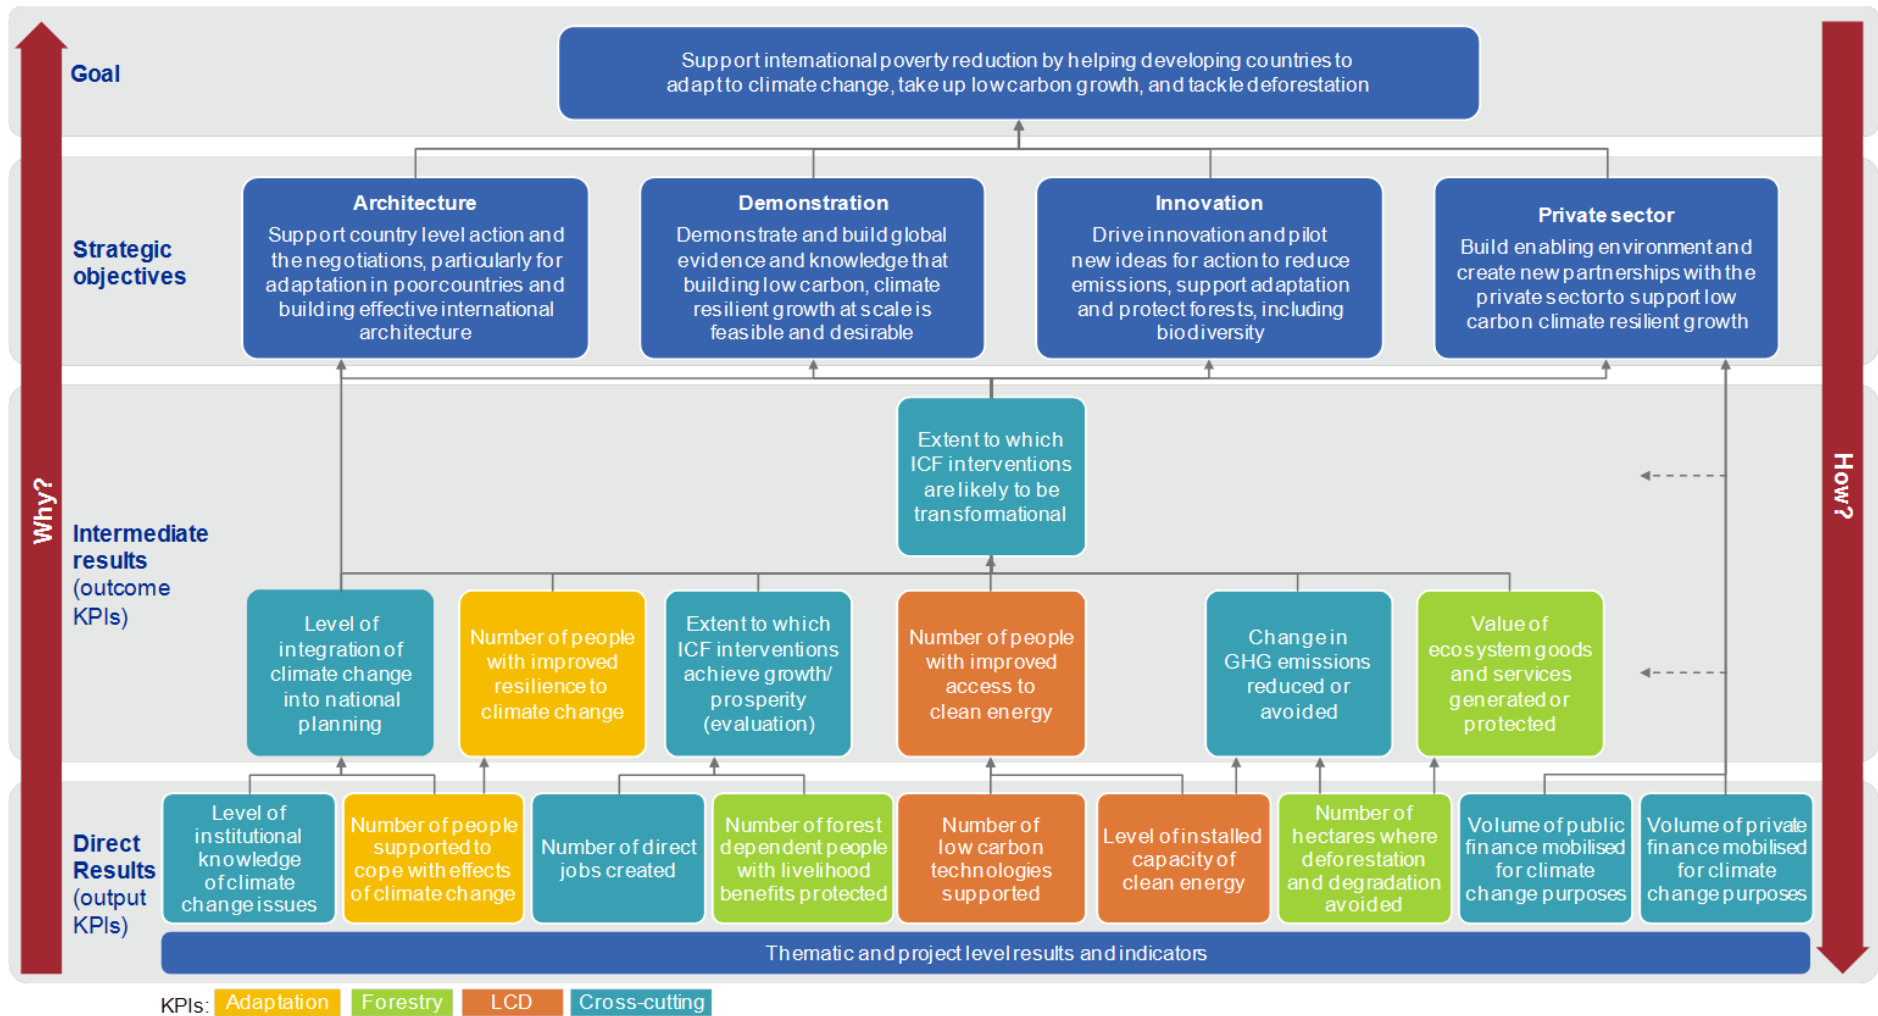 Goal
Support international poverty reduction by helping developing countries to
adapt to climate change, take up low carbon growth, and tackle deforestation
Strategic
objectives
Architecture
Support country level action and
the negotiations, particularly for
adaptation in poor countries and
building effective international
architecture
Demonstration
Demonstrate and build global
evidence and knowledge that
building low carbon, climate
resilient growth at scale is
feasible and desirable
Innovation
Drive innovation and pilot
new ideas for action to reduce
emissions, support adaptation
and protect forests, including
biodiversity
Private sector
Build enabling environment and
create new partnerships with the
private sector to support low
carbon climate resilient growth
Why?
How?
Intermediate
results
(outcome
KPIs)
Extent to which
ICF interventions
are likely to be
transformational
Level of
integration of
climate change
into national
planning
Number of people
with improved
resilience to
climate change
Extent to which
ICF interventions
achieve growth/
prosperity
(evaluation)
Number of people
with improved
access to
clean energy
Change in
GHG emissions
reduced or
avoided
Value of
ecosystem goods
and services
generated or
protected
Direct
Results
(output
KPIs)
Level of
institutional
knowledge
of climate
change issues
Number of people
supported to
cope with effects
of climate change
Number of direct
jobs created
Number of forest
dependent people
with livelihood
benefits protected
Number of
low carbon
technologies
supported
Level of installed
capacity of
clean energy
Number of
hectares where
deforestation
and degradation
avoided
Volume of public
finance mobilised
for climate
change purposes
Volume of private
finance mobilised
for climate
change purposes
Thematic and project level results and indicators
KPIs: Adaptation Forestry LCD Cross-cutting